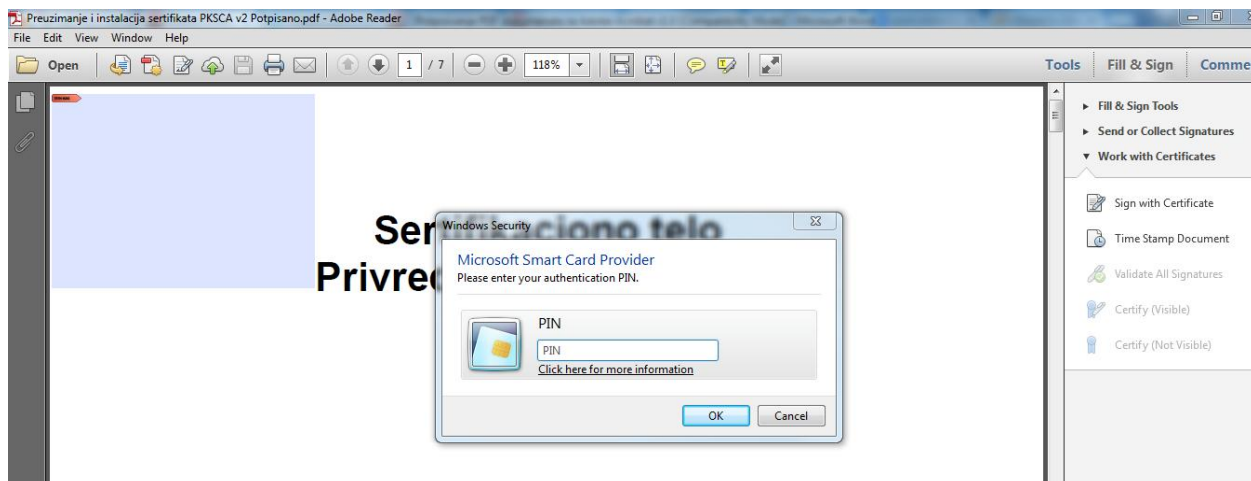 Preuzimanje i instalacija sertifikata PKSCA v2 Potpisano.pdf - Adobe Reader
File Edit View Window Help
Open 1 / 7 118% Tools Fill & Sign Comme
Fill & Sign Tools
Send or Collect Signatures
Work with Certificates
Sign with Certificate
Time Stamp Document
Validate All Signatures
Certify (Visible)
Certify (Not Visible)
Sertifikaciono telo
Privre
Windows Security
Microsoft Smart Card Provider
Please enter your authentication PIN.
PIN
PIN
Click here for more information
OK Cancel